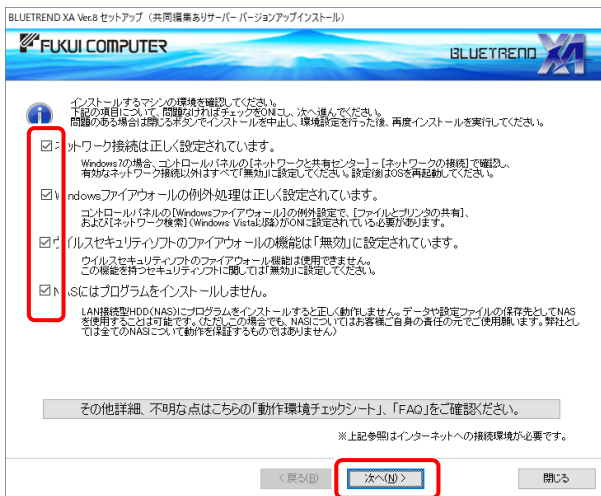 BLUETREND XA Ver.8 セットアップ（共同編集ありサーバー バージョンアップインストール）
FUKUI COMPUTER
BLUETREND XA
インストールするマシンの環境を確認してください。
下記の項目について、問題なければチェックをONにし、次へ進んでください。
問題のある場合は閉じるボタンでインストールを中止し、環境設定を行った後、再度インストールを実行してください。
ネットワーク接続は正しく設定されています。
Windows7の場合、コントロールパネルの[ネットワークと共有センター]－[ネットワークの接続]で確認し、
有効なネットワーク接続以外はすべて「無効」に設定してください。設定後はOSを再起動してください。
Windowsファイアウォールの例外処理は正しく設定されています。
コントロールパネルの[Windowsファイアウォール]の例外設定で、[ファイルとプリンタの共有]、
および[ネットワーク検索](Windows Vista以降)がONに設定されている必要があります。
ウイルスセキュリティソフトのファイアウォールの機能は「無効」に設定されています。
ウイルスセキュリティソフトのファイアウォール機能は使用できません。
この機能を持つセキュリティソフトに関しては「無効」に設定してください。
NASにはプログラムをインストールしません。
LAN接続型HDD(NAS)にプログラムをインストールすると正しく動作しません。データや設定ファイルの保存先としてNAS
を使用することは可能です。（ただしこの場合でも、NASについてはお客様ご自身の責任の元でご使用願います。弊社とし
ては全てのNASについて動作を保証するものではありません）
その他詳細、不明な点はこちらの「動作環境チェックシート」、「FAQ」をご確認ください。
※上記参照はインターネットへの接続環境が必要です。
< 戻る(B) 次へ(N) > 閉じる